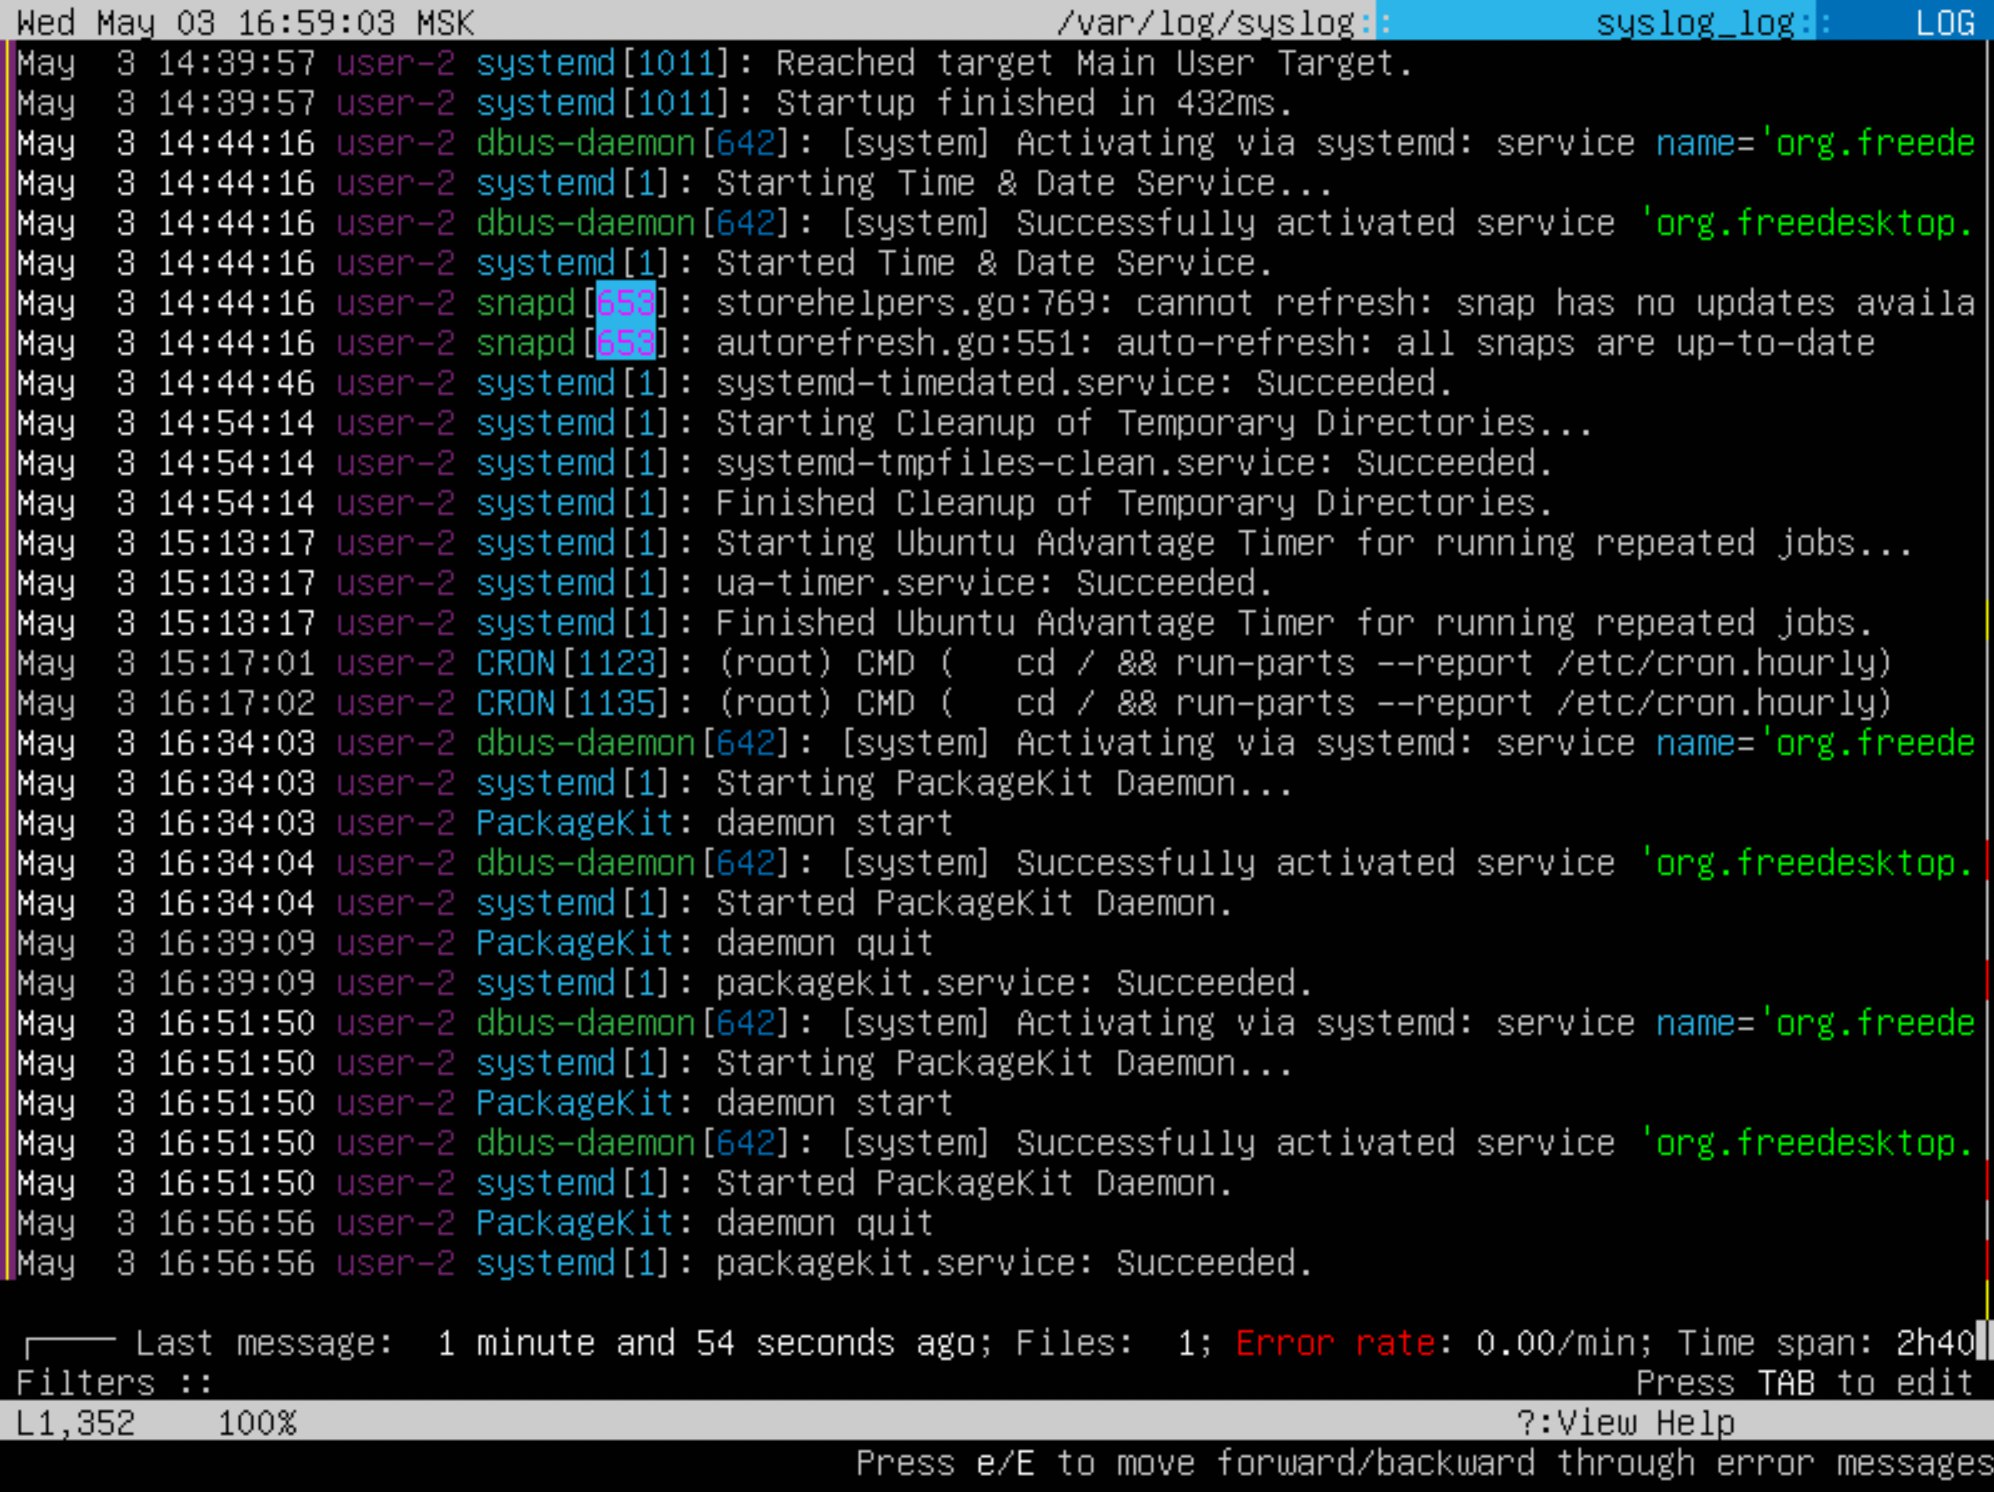 Wed May 03 16:59:03 MSK /var/log/syslog:: syslog_log:: LOG
May  3 14:39:57 user-2 systemd[1011]: Reached target Main User Target.
May  3 14:39:57 user-2 systemd[1011]: Startup finished in 432ms.
May  3 14:44:16 user-2 dbus-daemon[642]: [system] Activating via systemd: service name='org.freede
May  3 14:44:16 user-2 systemd[1]: Starting Time & Date Service...
May  3 14:44:16 user-2 dbus-daemon[642]: [system] Successfully activated service 'org.freedesktop.
May  3 14:44:16 user-2 systemd[1]: Started Time & Date Service.
May  3 14:44:16 user-2 snapd[653]: storehelpers.go:769: cannot refresh: snap has no updates availa
May  3 14:44:16 user-2 snapd[653]: autorefresh.go:551: auto-refresh: all snaps are up-to-date
May  3 14:44:46 user-2 systemd[1]: systemd-timedated.service: Succeeded.
May  3 14:54:14 user-2 systemd[1]: Starting Cleanup of Temporary Directories...
May  3 14:54:14 user-2 systemd[1]: systemd-tmpfiles-clean.service: Succeeded.
May  3 14:54:14 user-2 systemd[1]: Finished Cleanup of Temporary Directories.
May  3 15:13:17 user-2 systemd[1]: Starting Ubuntu Advantage Timer for running repeated jobs...
May  3 15:13:17 user-2 systemd[1]: ua-timer.service: Succeeded.
May  3 15:13:17 user-2 systemd[1]: Finished Ubuntu Advantage Timer for running repeated jobs.
May  3 15:17:01 user-2 CRON[1123]: (root) CMD (   cd / && run-parts --report /etc/cron.hourly)
May  3 16:17:02 user-2 CRON[1135]: (root) CMD (   cd / && run-parts --report /etc/cron.hourly)
May  3 16:34:03 user-2 dbus-daemon[642]: [system] Activating via systemd: service name='org.freede
May  3 16:34:03 user-2 systemd[1]: Starting PackageKit Daemon...
May  3 16:34:03 user-2 PackageKit: daemon start
May  3 16:34:04 user-2 dbus-daemon[642]: [system] Successfully activated service 'org.freedesktop.
May  3 16:34:04 user-2 systemd[1]: Started PackageKit Daemon.
May  3 16:39:09 user-2 PackageKit: daemon quit
May  3 16:39:09 user-2 systemd[1]: packagekit.service: Succeeded.
May  3 16:51:50 user-2 dbus-daemon[642]: [system] Activating via systemd: service name='org.freede
May  3 16:51:50 user-2 systemd[1]: Starting PackageKit Daemon...
May  3 16:51:50 user-2 PackageKit: daemon start
May  3 16:51:50 user-2 dbus-daemon[642]: [system] Successfully activated service 'org.freedesktop.
May  3 16:51:50 user-2 systemd[1]: Started PackageKit Daemon.
May  3 16:56:56 user-2 PackageKit: daemon quit
May  3 16:56:56 user-2 systemd[1]: packagekit.service: Succeeded.
Last message:  1 minute and 54 seconds ago; Files:  1; Error rate: 0.00/min; Time span: 2h40
Filters :: Press TAB to edit
L1,352 100% ?:View Help
Press e/E to move forward/backward through error messages